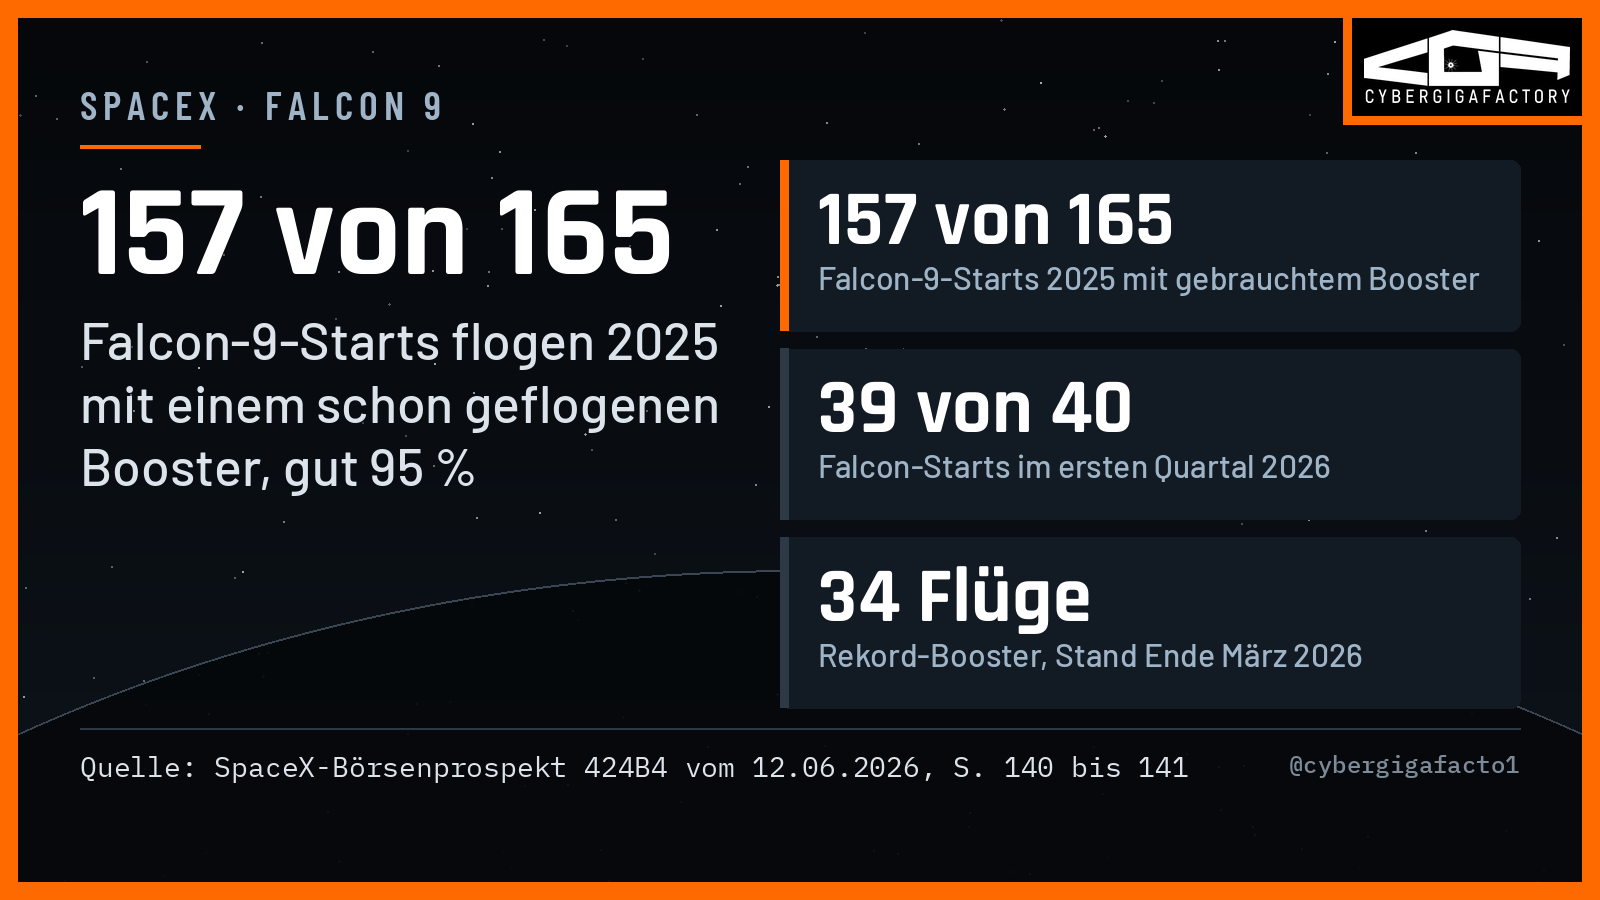 CYBERGIGAFACTORY
SPACEX · FALCON 9
157 von 165
Falcon-9-Starts flogen 2025
mit einem schon geflogenen
Booster, gut 95 %
157 von 165
Falcon-9-Starts 2025 mit gebrauchtem Booster
39 von 40
Falcon-Starts im ersten Quartal 2026
34 Flüge
Rekord-Booster, Stand Ende März 2026
Quelle: SpaceX-Börsenprospekt 424B4 vom 12.06.2026, S. 140 bis 141
@cybergigafacto1